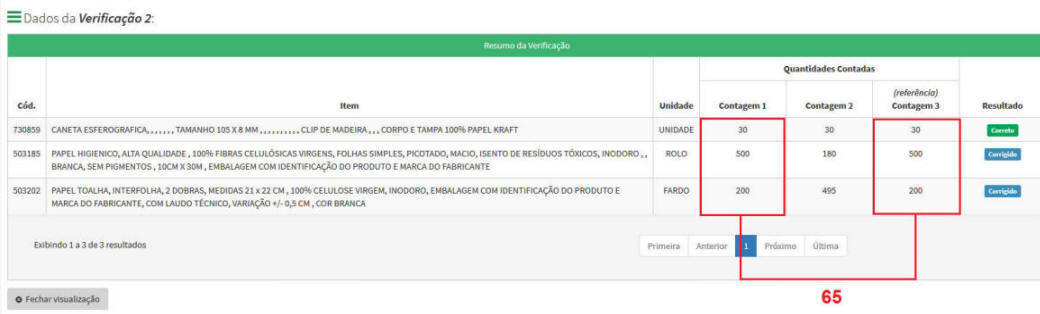 Dados da Verificação 2:
Resumo da Verificação
Quantidades Contadas
Cód. Item Unidade Contagem 1 Contagem 2 (referência) Contagem 3 Resultado
730859 CANETA ESFEROGRAFICA, , , , , , , TAMANHO 105 X 8 MM , , , , , , , , , , CLIP DE MADEIRA , , , CORPO E TAMPA 100% PAPEL KRAFT UNIDADE 30 30 30 Correto
503185 PAPEL HIGIENICO, ALTA QUALIDADE , 100% FIBRAS CELULÓSICAS VIRGENS, FOLHAS SIMPLES, PICOTADO, MACIO, ISENTO DE RESÍDUOS TÓXICOS, INODORO , , ROLO 500 180 500 Corrigido
BRANCA, SEM PIGMENTOS , 10CM X 30M , EMBALAGEM COM IDENTIFICAÇÃO DO PRODUTO E MARCA DO FABRICANTE
503202 PAPEL TOALHA, INTERFOLHA, 2 DOBRAS, MEDIDAS 21 x 22 CM , 100% CELULOSE VIRGEM, INODORO, EMBALAGEM COM IDENTIFICAÇÃO DO PRODUTO E FARDO 200 495 200 Corrigido
MARCA DO FABRICANTE, COM LAUDO TÉCNICO, VARIAÇÃO +/- 0,5 CM , COR BRANCA
Exibindo 1 a 3 de 3 resultados Primeira Anterior 1 Próximo Última
Fechar visualização
65